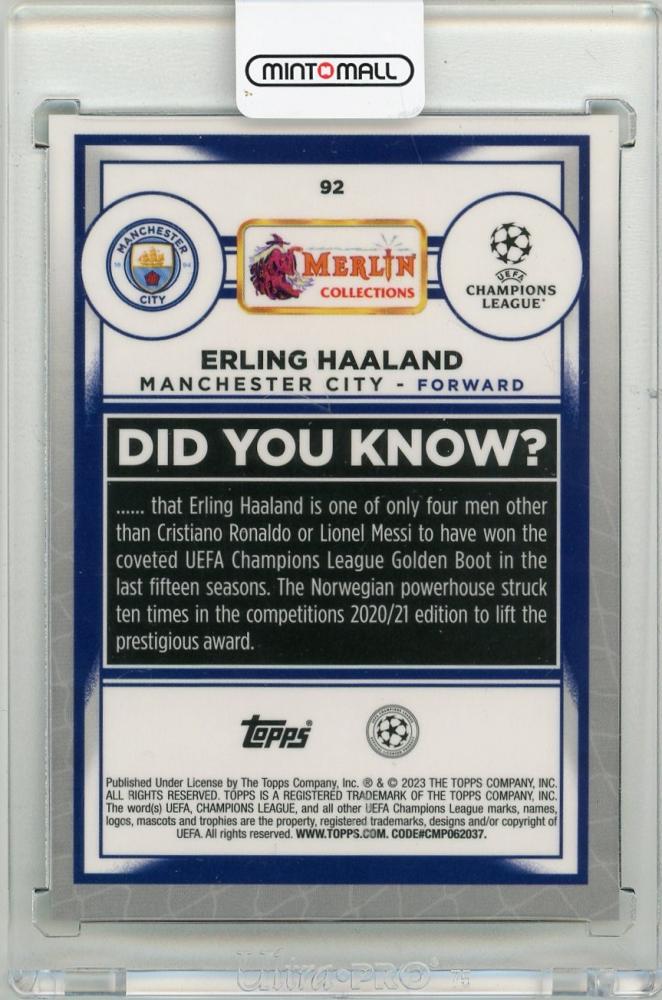 MINTMALL
92
MANCHESTER
18 94
CITY
MERLIN
COLLECTIONS
UEFA
CHAMPIONS
LEAGUE®
ERLING HAALAND
MANCHESTER CITY - FORWARD
DID YOU KNOW?
...... that Erling Haaland is one of only four men other
than Cristiano Ronaldo or Lionel Messi to have won the
coveted UEFA Champions League Golden Boot in the
last fifteen seasons. The Norwegian powerhouse struck
ten times in the competitions 2020/21 edition to lift the
prestigious award.
topps®
Published Under License by The Topps Company, Inc. ® & © 2023 THE TOPPS COMPANY, INC.
ALL RIGHTS RESERVED. TOPPS IS A REGISTERED TRADEMARK OF THE TOPPS COMPANY, INC.
The word(s) UEFA, CHAMPIONS LEAGUE, and all other UEFA Champions League marks, names,
logos, mascots and trophies are the property, registered trademarks, designs and/or copyright of
UEFA. All rights reserved. WWW.TOPPS.COM. CODE#CMP062037.
Ultra·PRO® 75